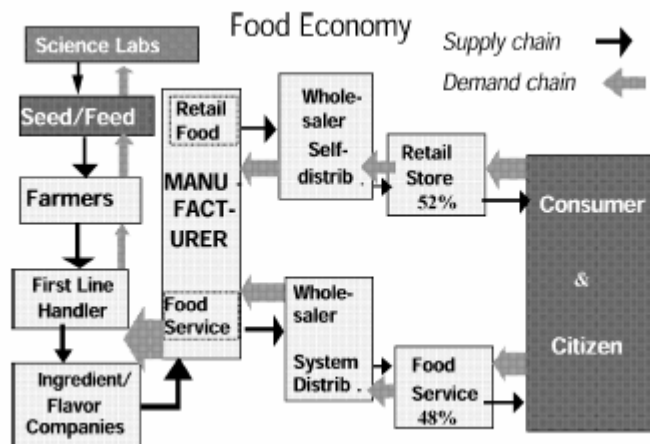 Food Economy
Supply chain
Demand chain
Science Labs
Seed/Feed
Farmers
First Line
Handler
Ingredient/
Flavor
Companies
Retail
Food
MANU
FACT-
URER
Food
Service
Whole-
saler
Self-
distrib .
Retail
Store
52%
Whole-
saler
System
Distrib .
Food
Service
48%
Consumer
&
Citizen